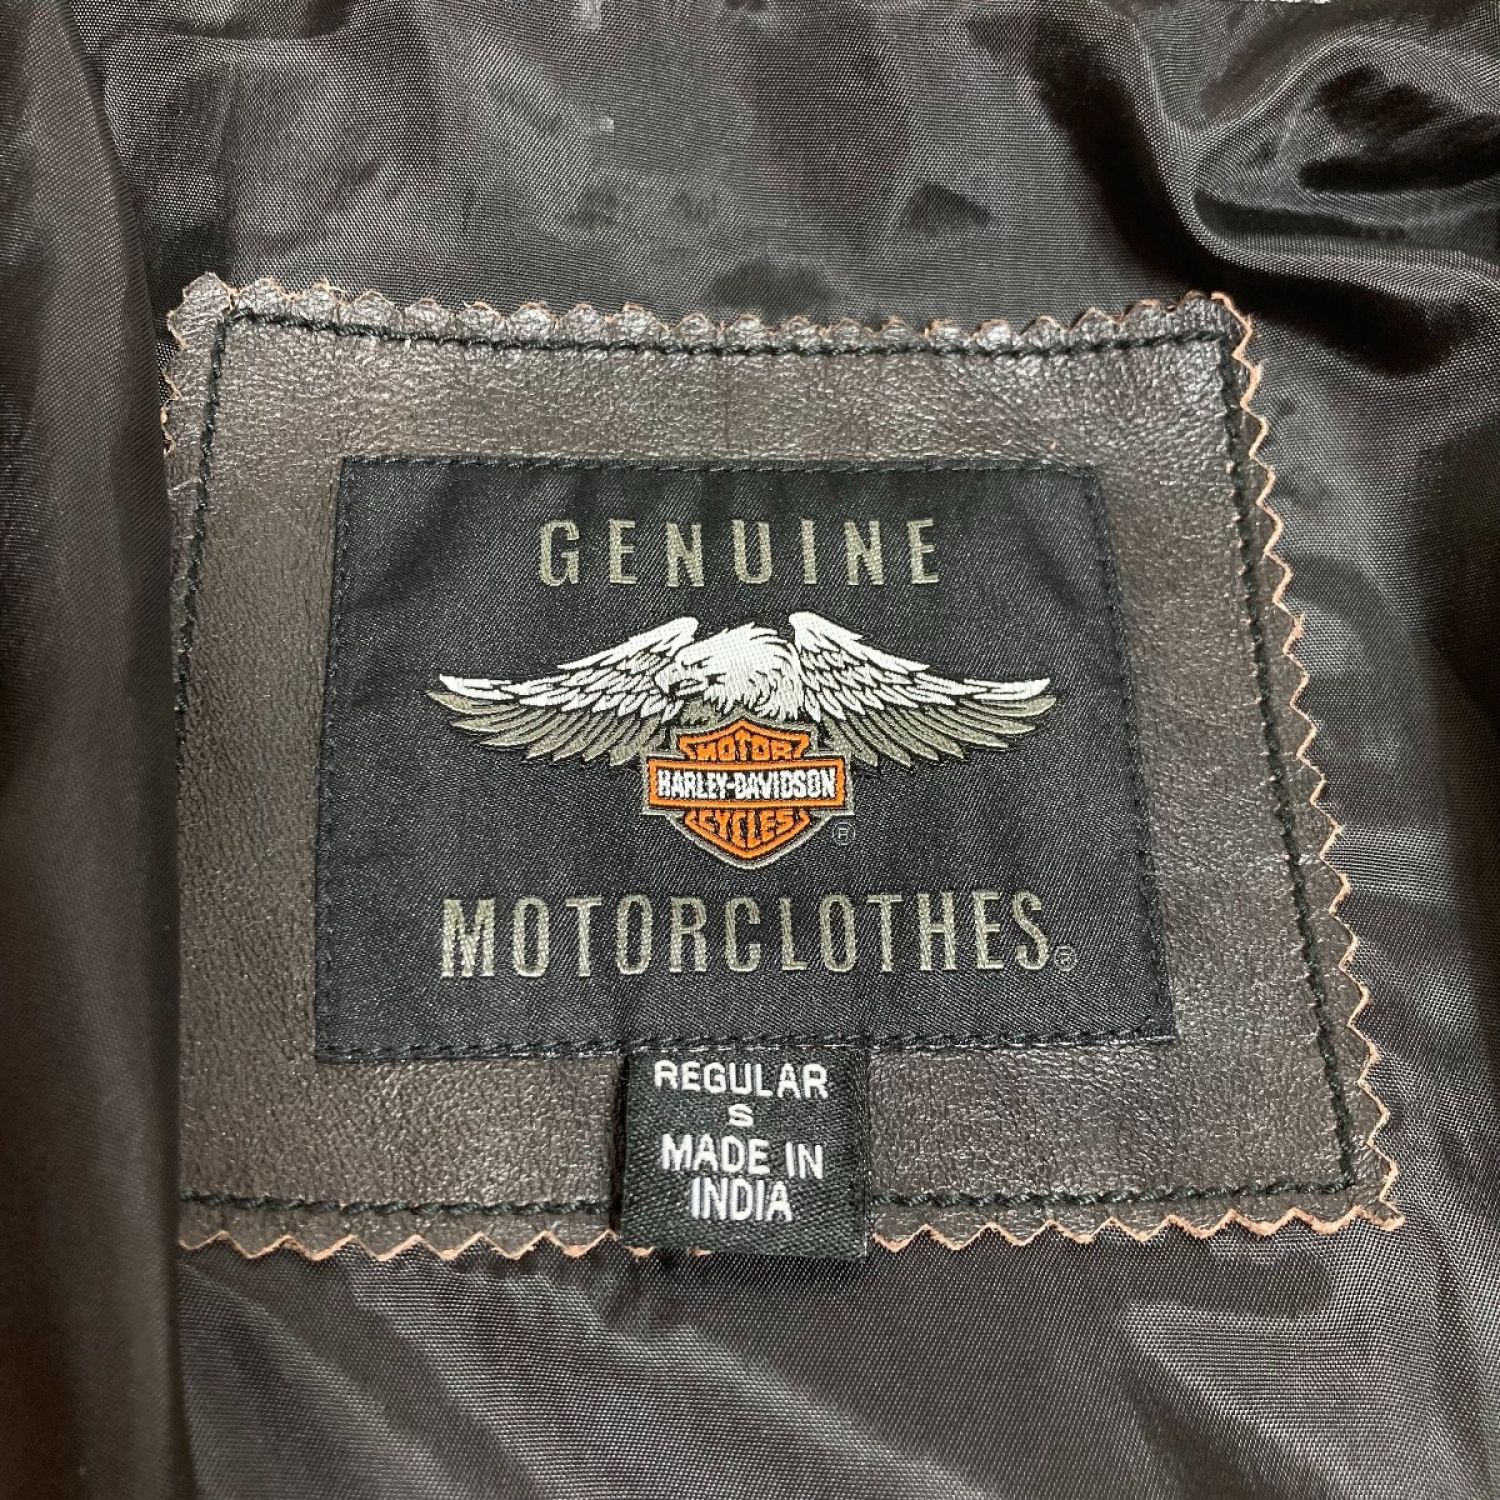 GENUINE
MOTOR
HARLEY-DAVIDSON
CYCLES
®
MOTORCLOTHES®
REGULAR
S
MADE IN
INDIA